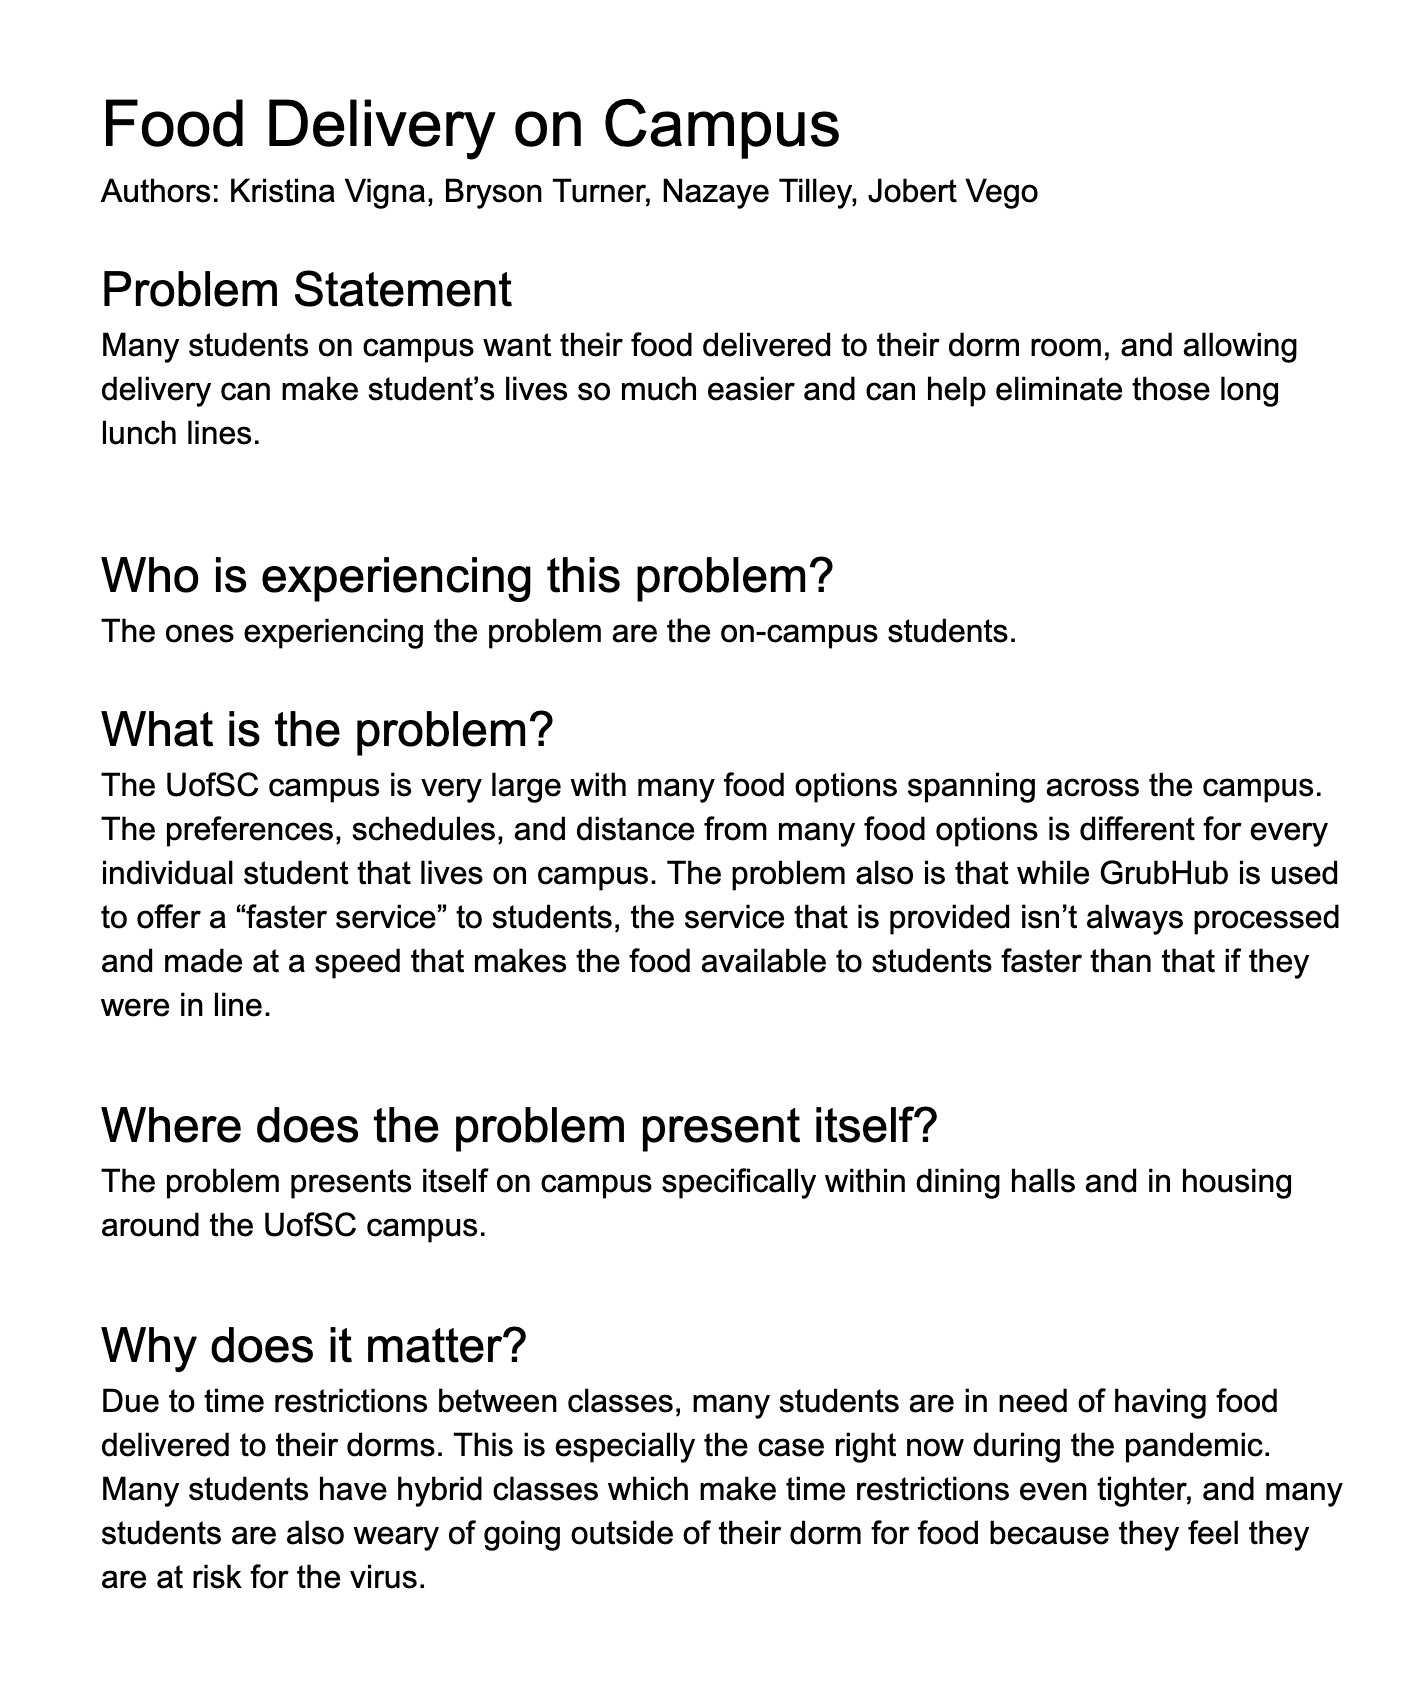 Food Delivery on Campus
Authors: Kristina Vigna, Bryson Turner, Nazaye Tilley, Jobert Vego
Problem Statement
Many students on campus want their food delivered to their dorm room, and allowing
delivery can make student’s lives so much easier and can help eliminate those long
lunch lines.
Who is experiencing this problem?
The ones experiencing the problem are the on-campus students.
What is the problem?
The UofSC campus is very large with many food options spanning across the campus.
The preferences, schedules, and distance from many food options is different for every
individual student that lives on campus. The problem also is that while GrubHub is used
to offer a “faster service” to students, the service that is provided isn’t always processed
and made at a speed that makes the food available to students faster than that if they
were in line.
Where does the problem present itself?
The problem presents itself on campus specifically within dining halls and in housing
around the UofSC campus.
Why does it matter?
Due to time restrictions between classes, many students are in need of having food
delivered to their dorms. This is especially the case right now during the pandemic.
Many students have hybrid classes which make time restrictions even tighter, and many
students are also weary of going outside of their dorm for food because they feel they
are at risk for the virus.